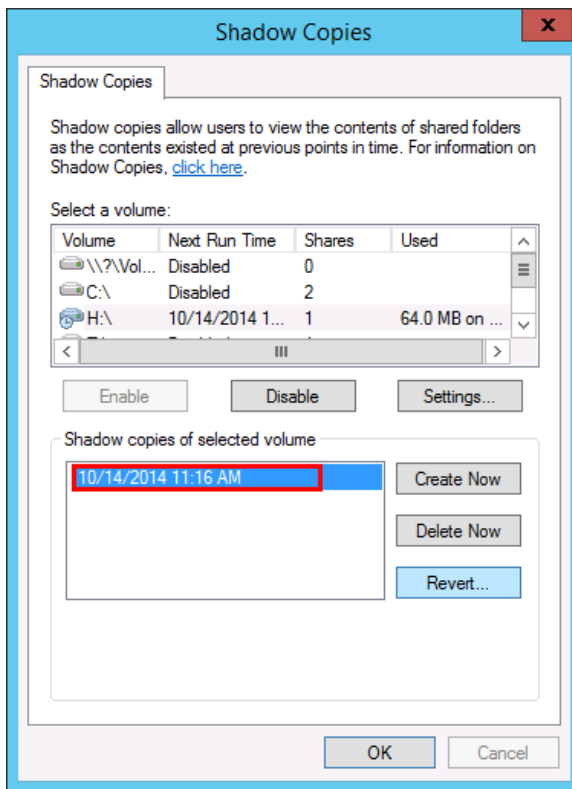 Shadow Copies
x
Shadow Copies
Shadow copies allow users to view the contents of shared folders
as the contents existed at previous points in time. For information on
Shadow Copies, click here.
Select a volume:
Volume Next Run Time Shares Used
\\?\Vol... Disabled 0
C:\ Disabled 2
H:\ 10/14/2014 1... 1 64.0 MB on ...
Enable Disable Settings...
Shadow copies of selected volume
10/14/2014 11:16 AM
Create Now
Delete Now
Revert...
OK Cancel